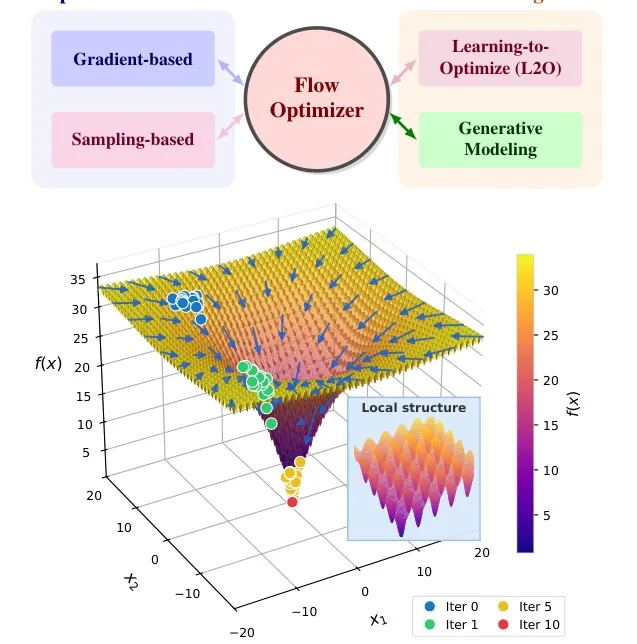 Gradient-based
Sampling-based
Flow
Optimizer
Learning-to-
Optimize (L2O)
Generative
Modeling
35
30
25
20
15
10
5
f(x)
20
10
0
−10
−20
x2
−10
0
10
20
x1
Local structure
30
25
20
15
10
5
f(x)
Iter 0
Iter 1
Iter 5
Iter 10